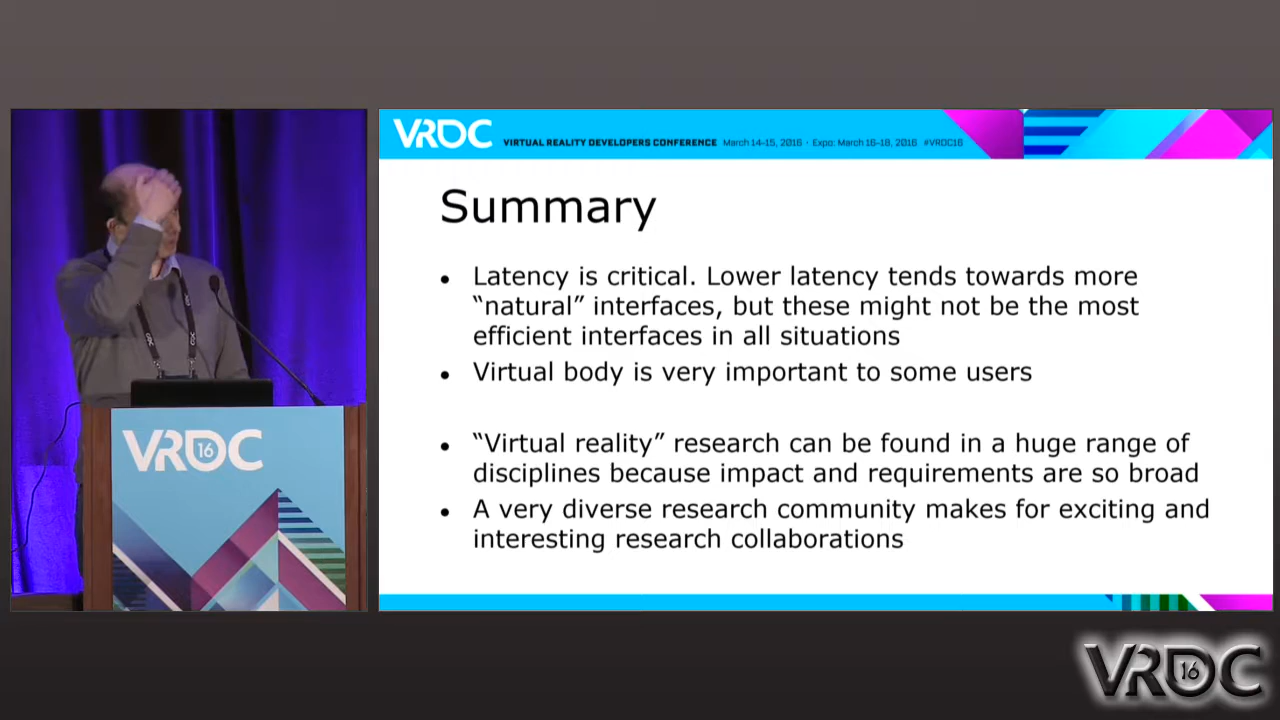 VRDC VIRTUAL REALITY DEVELOPERS CONFERENCE March 14-15, 2016 · Expo: March 16-18, 2016 #VRDC16
Summary
• Latency is critical. Lower latency tends towards more
“natural” interfaces, but these might not be the most
efficient interfaces in all situations
• Virtual body is very important to some users
• “Virtual reality” research can be found in a huge range of
disciplines because impact and requirements are so broad
• A very diverse research community makes for exciting and
interesting research collaborations
VRDC 16
VRDC 16